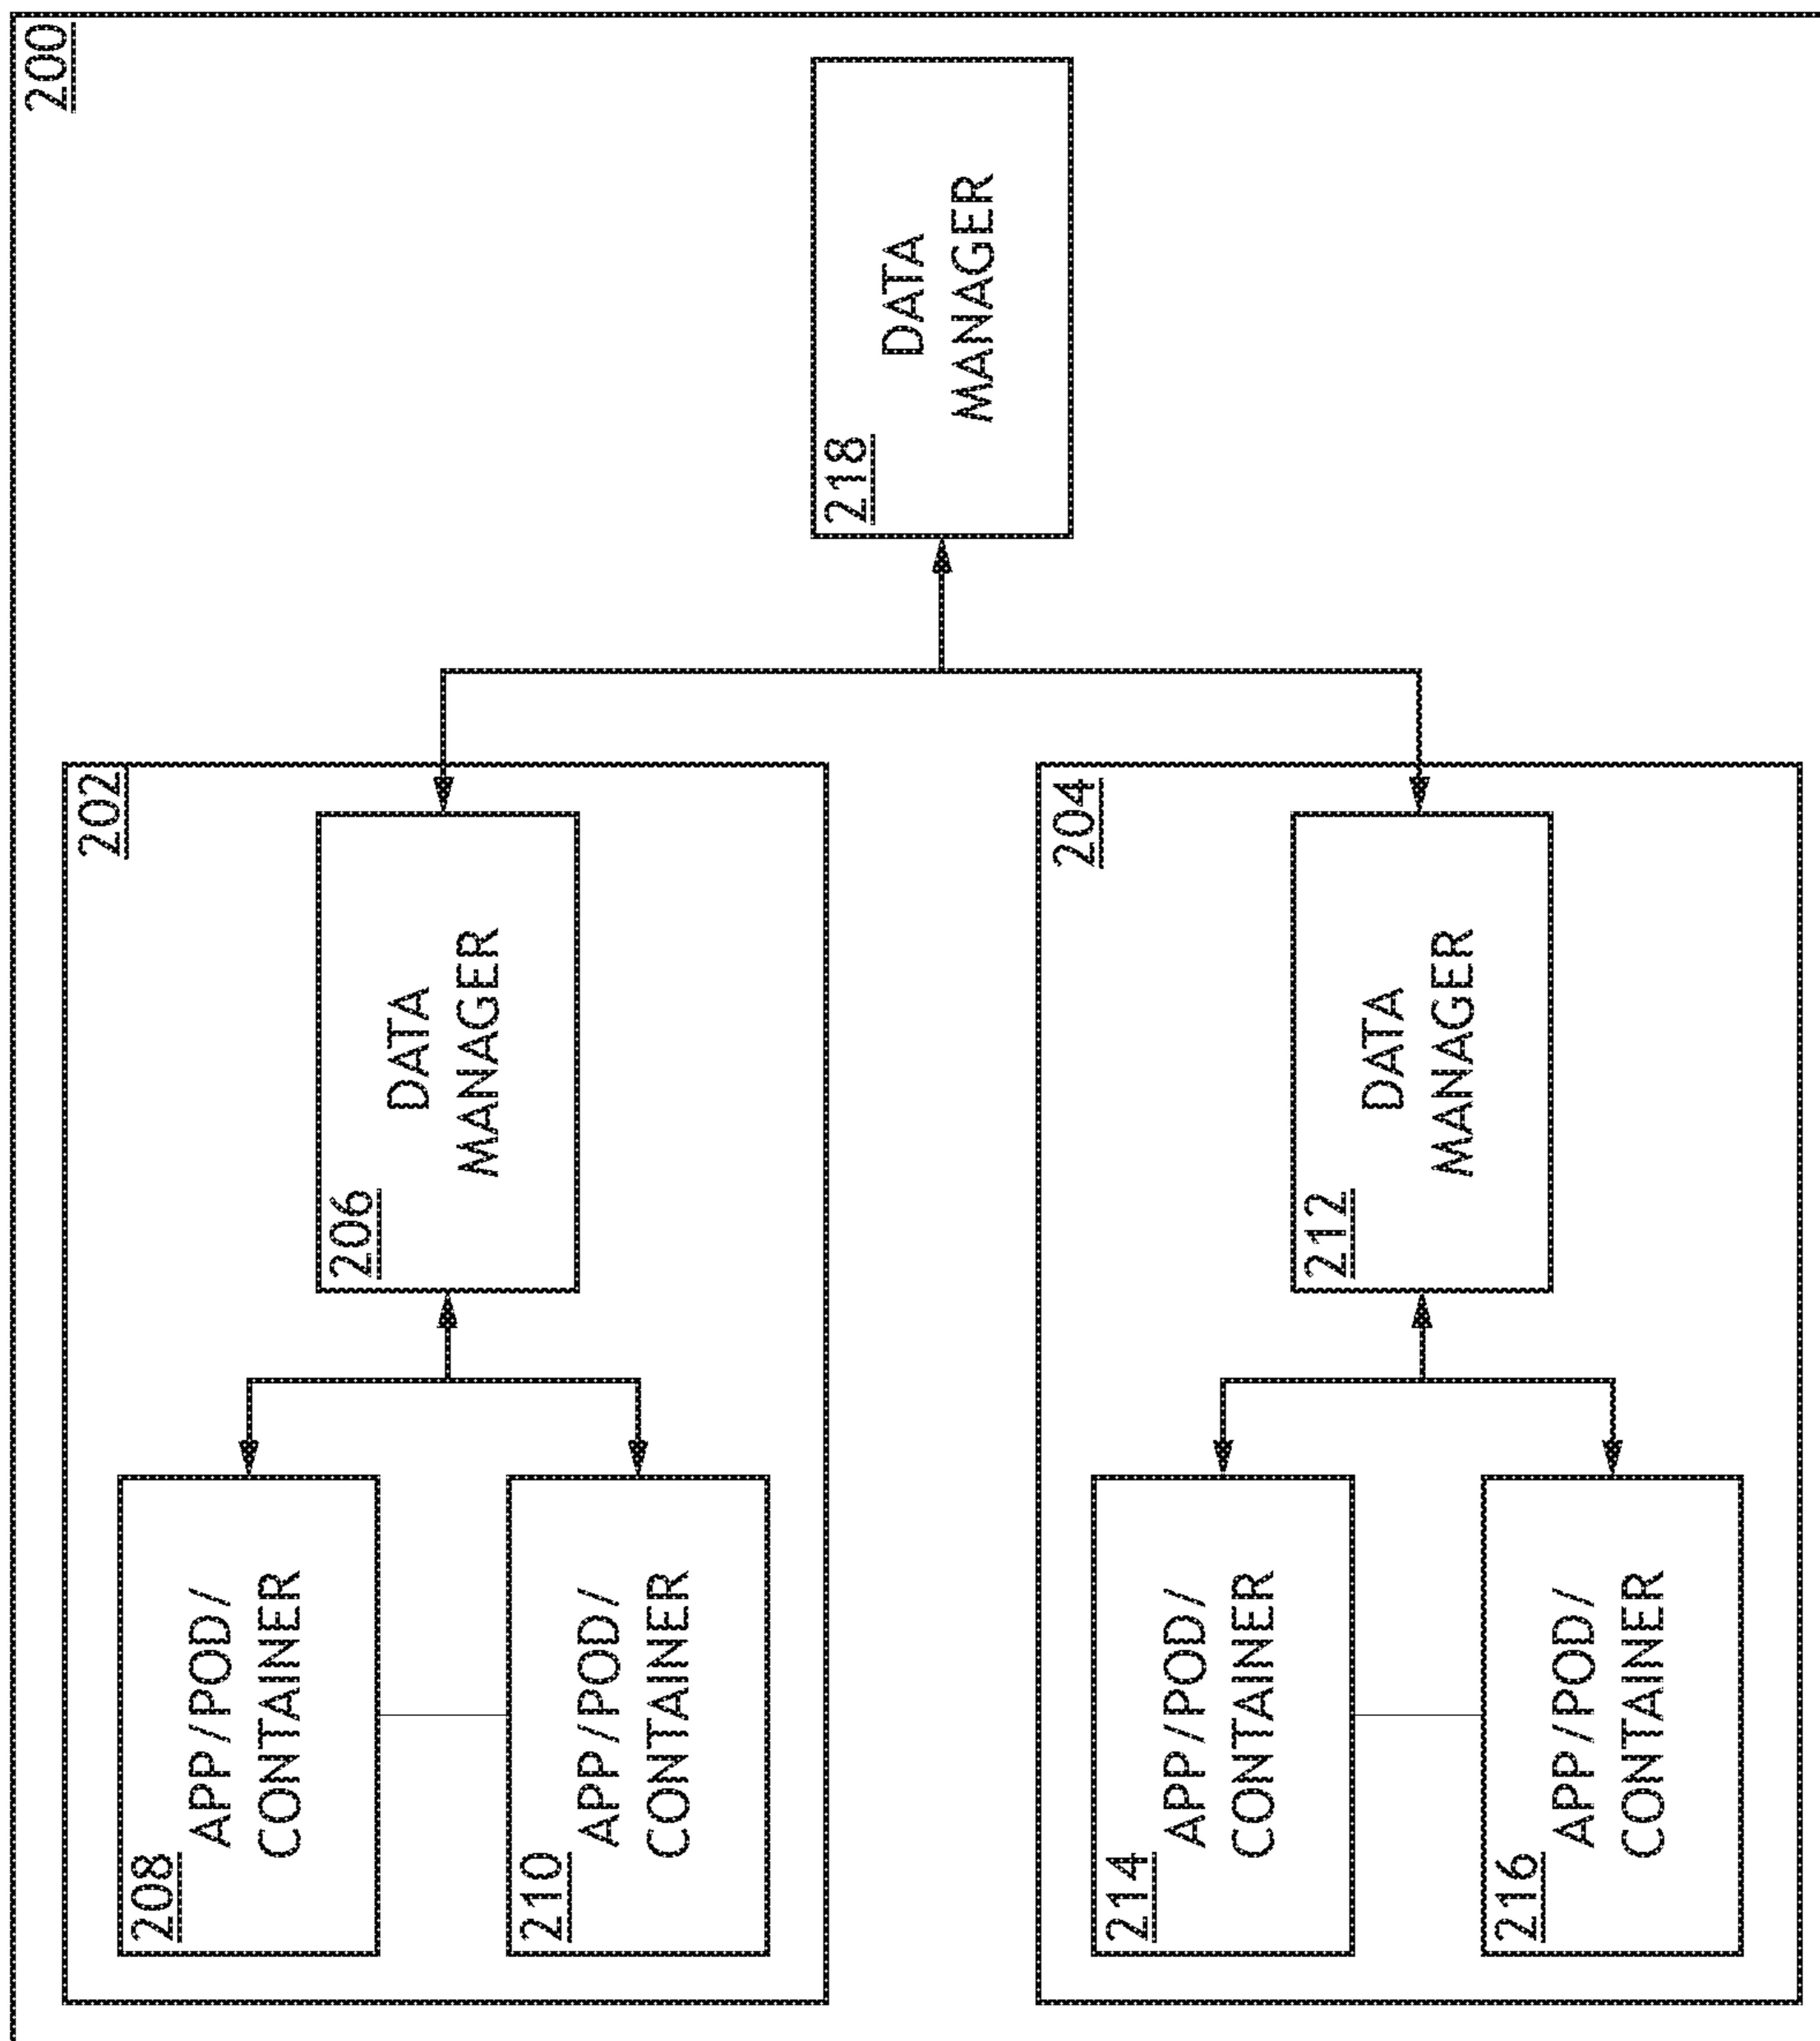 200
202
208
APP/POD/
CONTAINER
206
DATA
MANAGER
210
APP/POD/
CONTAINER
218
DATA
MANAGER
204
214
APP/POD/
CONTAINER
212
DATA
MANAGER
216
APP/POD/
CONTAINER